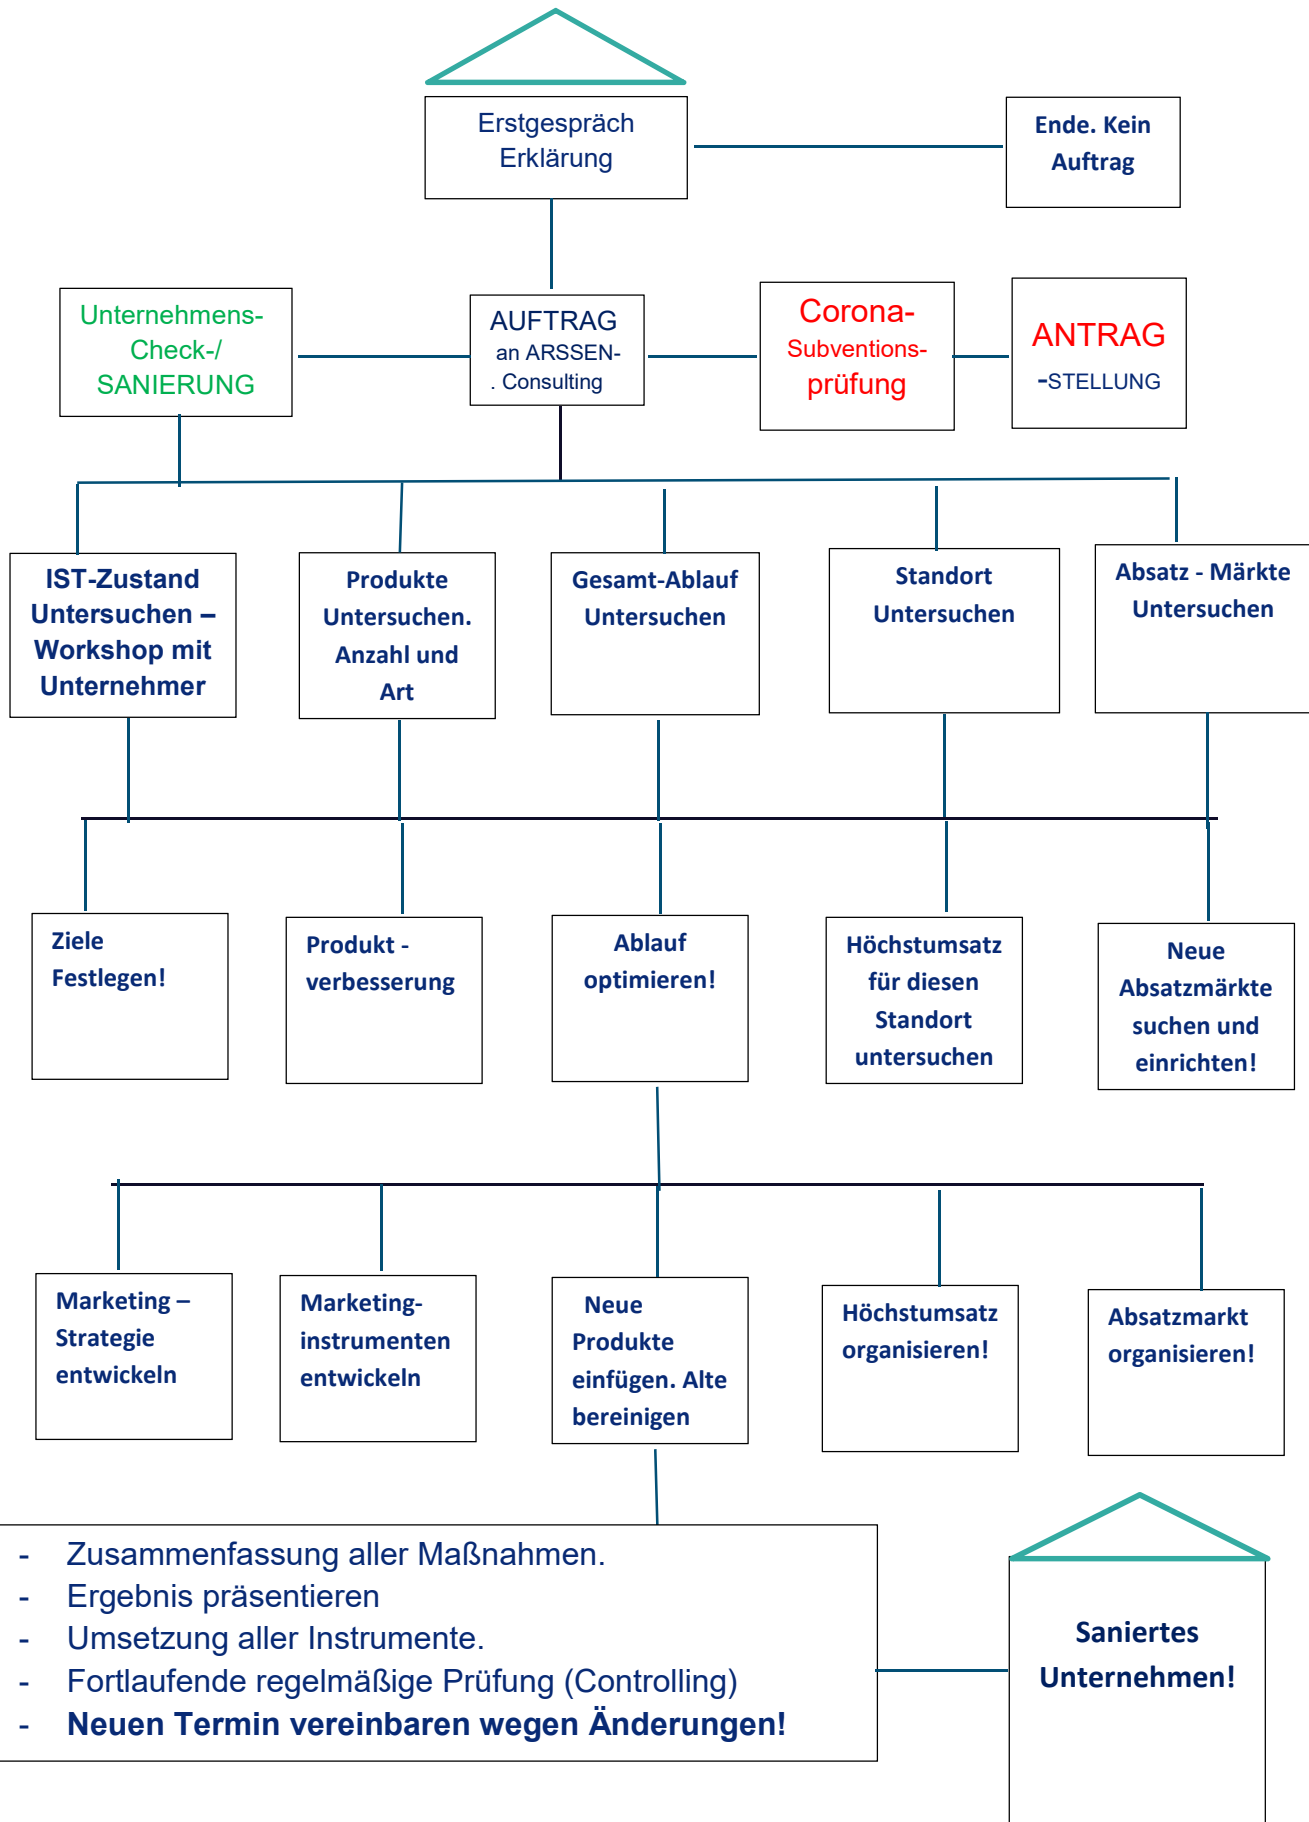 Erstgespräch
Erklärung
Ende. Kein
Auftrag
Unternehmens-
Check-/
SANIERUNG
AUFTRAG
an ARSSEN-
. Consulting
Corona-
Subventions-
prüfung
ANTRAG
-STELLUNG
IST-Zustand
Untersuchen –
Workshop mit
Unternehmer
Produkte
Untersuchen.
Anzahl und
Art
Gesamt-Ablauf
Untersuchen
Standort
Untersuchen
Absatz - Märkte
Untersuchen
Ziele
Festlegen!
Produkt -
verbesserung
Ablauf
optimieren!
Höchstumsatz
für diesen
Standort
untersuchen
Neue
Absatzmärkte
suchen und
einrichten!
Marketing –
Strategie
entwickeln
Marketing-
instrumenten
entwickeln
Neue
Produkte
einfügen. Alte
bereinigen
Höchstumsatz
organisieren!
Absatzmarkt
organisieren!
- Zusammenfassung aller Maßnahmen.
- Ergebnis präsentieren
- Umsetzung aller Instrumente.
- Fortlaufende regelmäßige Prüfung (Controlling)
- Neuen Termin vereinbaren wegen Änderungen!
Saniertes
Unternehmen!